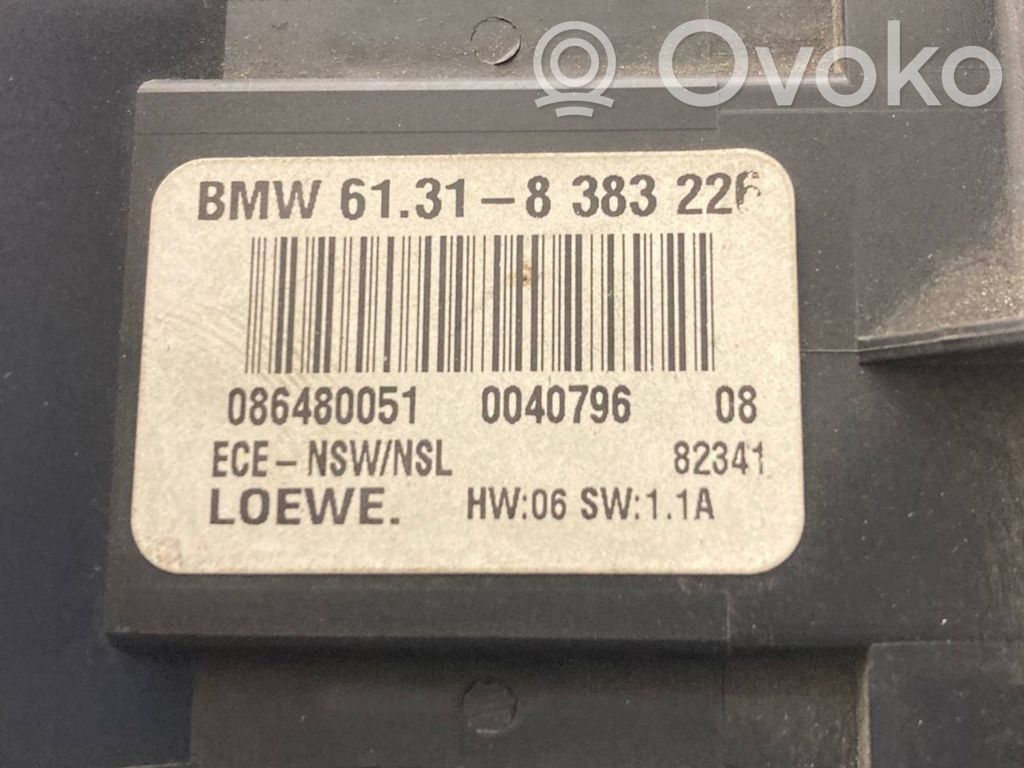 Ovoko
BMW 61.31-8 383 226
086480051 0040796 08
ECE-NSW/NSL 82341
LOEWE. HW:06 SW:1.1A